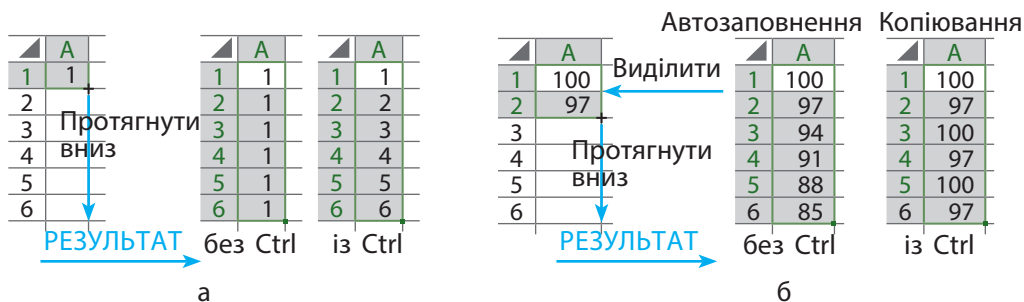 Автозаповнення Копіювання
A A A A A A
1 1 1 1 1 1
2 2 1 2 2
3 3 1 3 3
4 4 1 4 4
5 5 1 5 5
6 6 1 6 6
Протягнути
вниз
РЕЗУЛЬТАТ
без Ctrl із Ctrl
а
1 100 1 100 1 100
2 97 2 97 2 97
3 3 94 3 100
4 4 91 4 97
5 5 88 5 100
6 6 85 6 97
Виділити
Протягнути
вниз
РЕЗУЛЬТАТ
без Ctrl із Ctrl
б